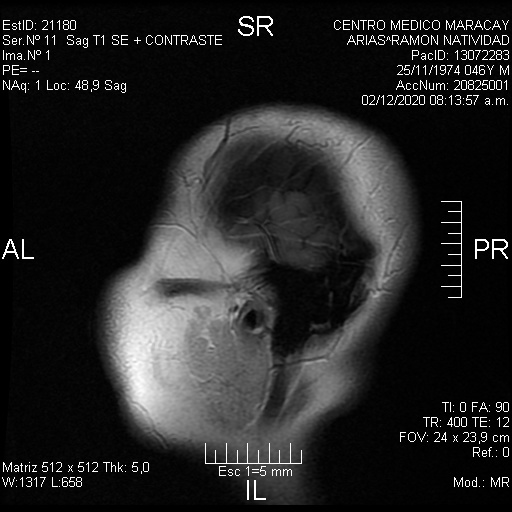 EstID: 21180
Ser.Nº 11 Sag T1 SE + CONTRASTE
Ima.Nº 1
PE= --
NAq: 1 Loc: 48,9 Sag
SR
CENTRO MEDICO MARACAY
ARIAS^RAMON NATIVIDAD
PacID: 13072283
25/11/1974 046Y M
AccNum: 20825001
02/12/2020 08:13:57 a.m.
AL
PR
Matriz 512 x 512 Thk: 5,0
W:1317 L:658
Esc 1=5 mm
IL
TI: 0 FA: 90
TR: 400 TE: 12
FOV: 24 x 23,9 cm
Ref.: 0
Mod.: MR